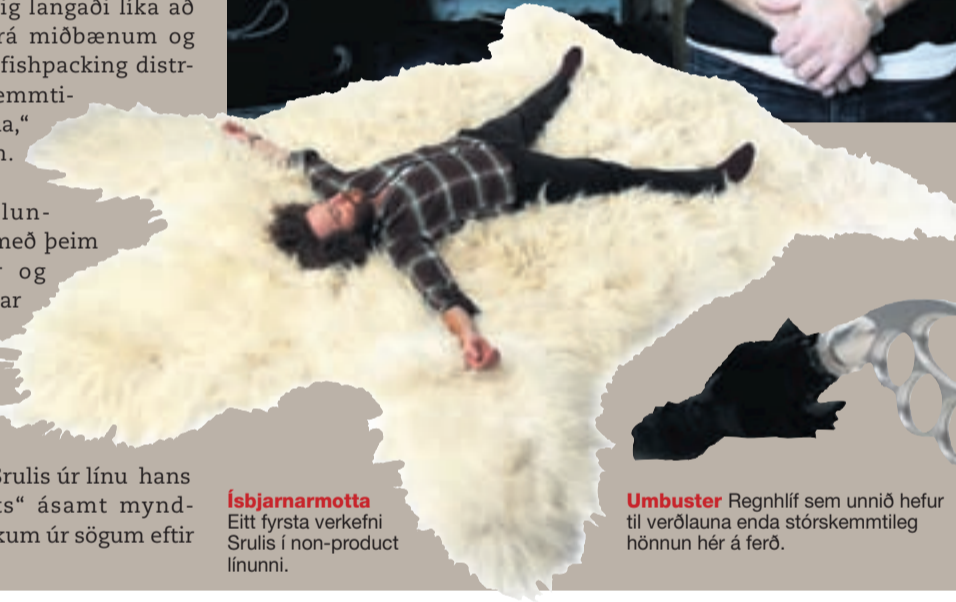 ig langaði líka að
rá miðbænum og
fishpacking distr-
emmti-
a,“
n.
lun-
með þeim
r og
ar
Srulis úr línu hans
ts“ ásamt mynd-
kum úr sögum eftir
Ísbjarnarmotta
Eitt fyrsta verkefni
Srulis í non-product
línunni.
Umbuster Regnhlíf sem unnið hefur
til verðlauna enda stórskemmtileg
hönnun hér á ferð.